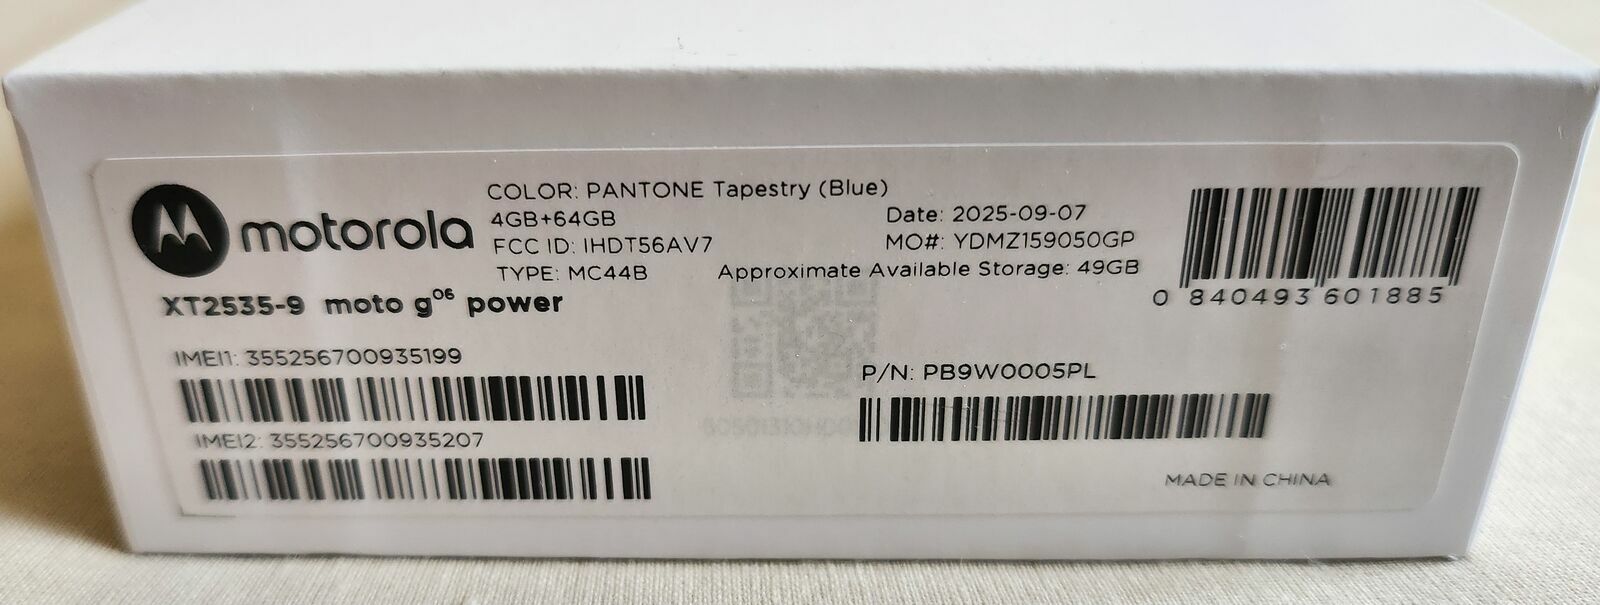 motorola
COLOR: PANTONE Tapestry (Blue)
4GB+64GB
FCC ID: IHDT56AV7
TYPE: MC44B
Date: 2025-09-07
MO#: YDMZ159050GP
Approximate Available Storage: 49GB
0 840493 601885
XT2535-9 moto g⁰⁶ power
IMEI1: 355256700935199
IMEI2: 355256700935207
P/N: PB9W0005PL
MADE IN CHINA